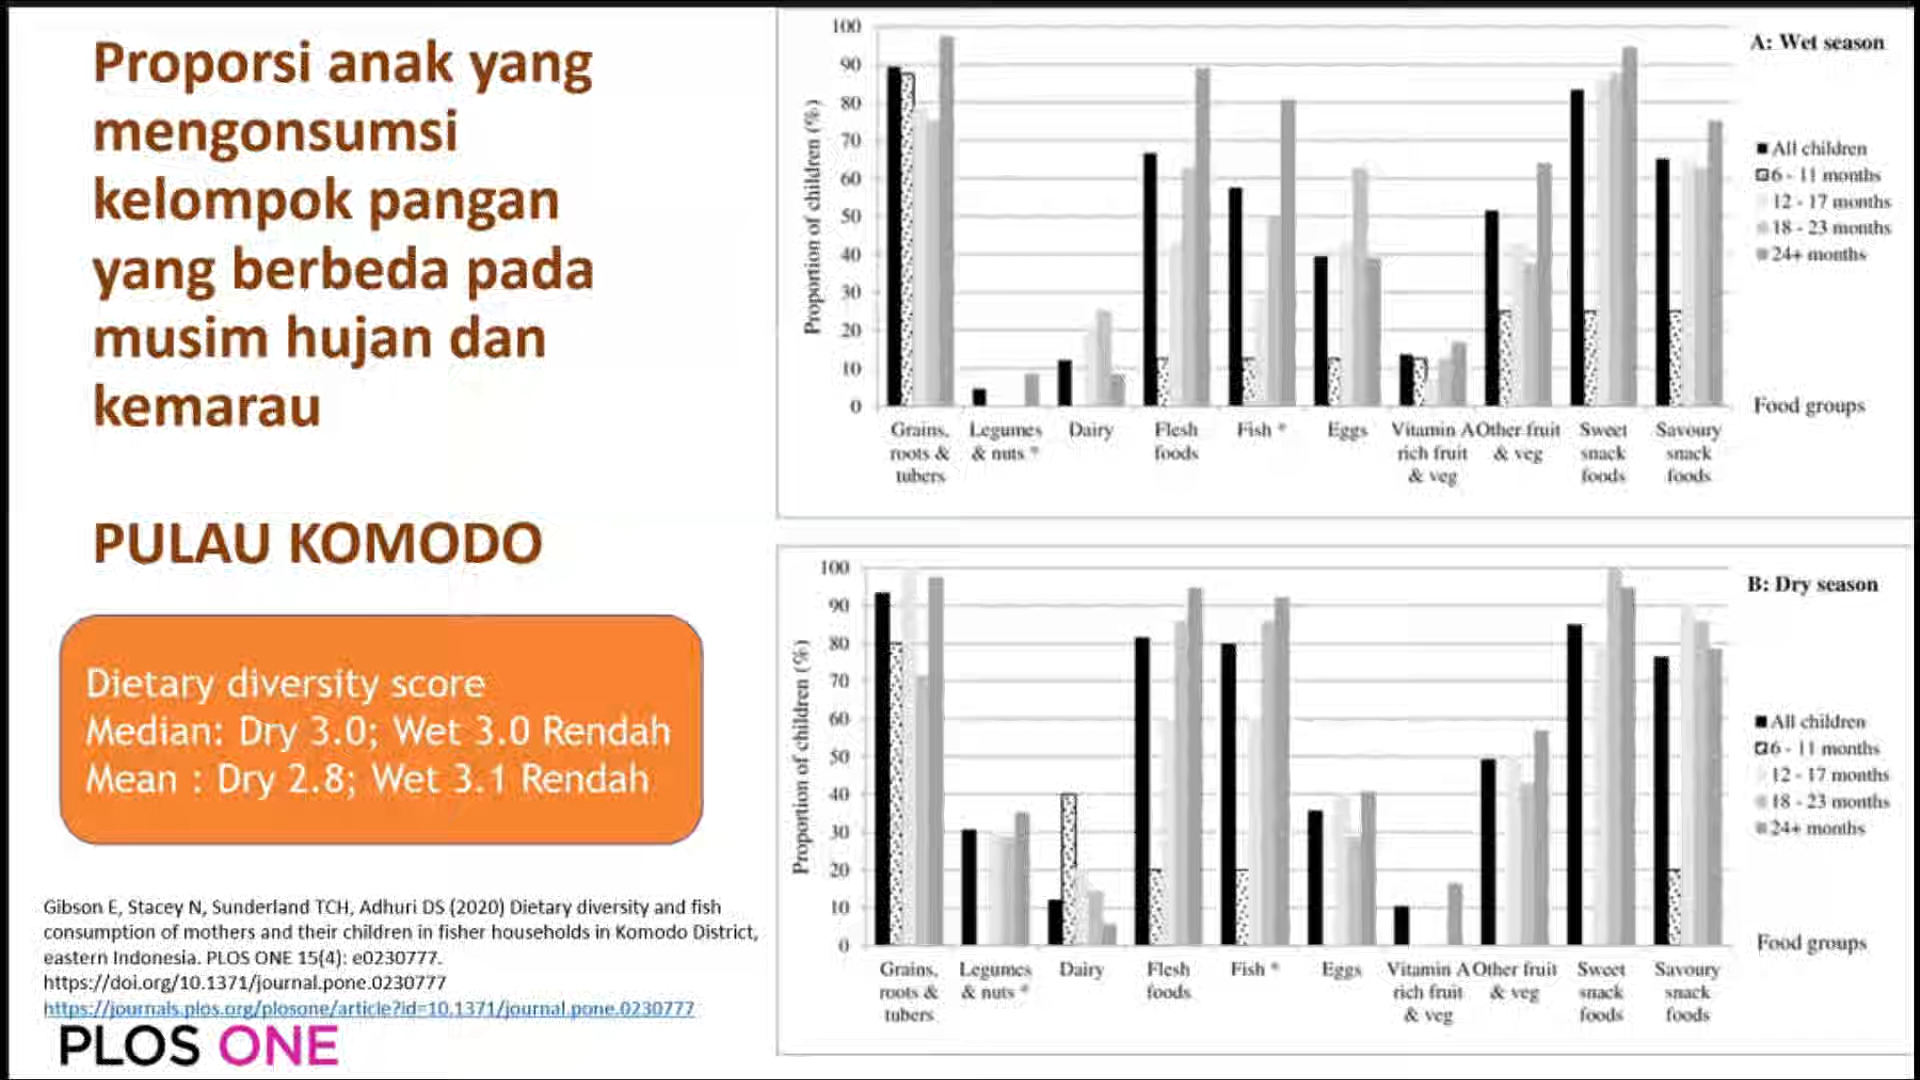 Proporsi anak yang
mengonsumsi
kelompok pangan
yang berbeda pada
musim hujan dan
kemarau
PULAU KOMODO
Dietary diversity score
Median: Dry 3.0; Wet 3.0 Rendah
Mean : Dry 2.8; Wet 3.1 Rendah
Gibson E, Stacey N, Sunderland TCH, Adhuri DS (2020) Dietary diversity and fish
consumption of mothers and their children in fisher households in Komodo District,
eastern Indonesia. PLOS ONE 15(4): e0230777.
https://doi.org/10.1371/journal.pone.0230777
https://journals.plos.org/plosone/article?id=10.1371/journal.pone.0230777
PLOS ONE
A: Wet season
Proportion of children (%)
100
90
80
70
60
50
40
30
20
10
0
All children
6 - 11 months
12 - 17 months
18 - 23 months
24+ months
Food groups
Grains, roots & tubers
Legumes & nuts *
Dairy
Flesh foods
Fish *
Eggs
Vitamin A rich fruit & veg
Other fruit & veg
Sweet snack foods
Savoury snack foods
B: Dry season
Proportion of children (%)
100
90
80
70
60
50
40
30
20
10
0
All children
6 - 11 months
12 - 17 months
18 - 23 months
24+ months
Food groups
Grains, roots & tubers
Legumes & nuts *
Dairy
Flesh foods
Fish *
Eggs
Vitamin A rich fruit & veg
Other fruit & veg
Sweet snack foods
Savoury snack foods